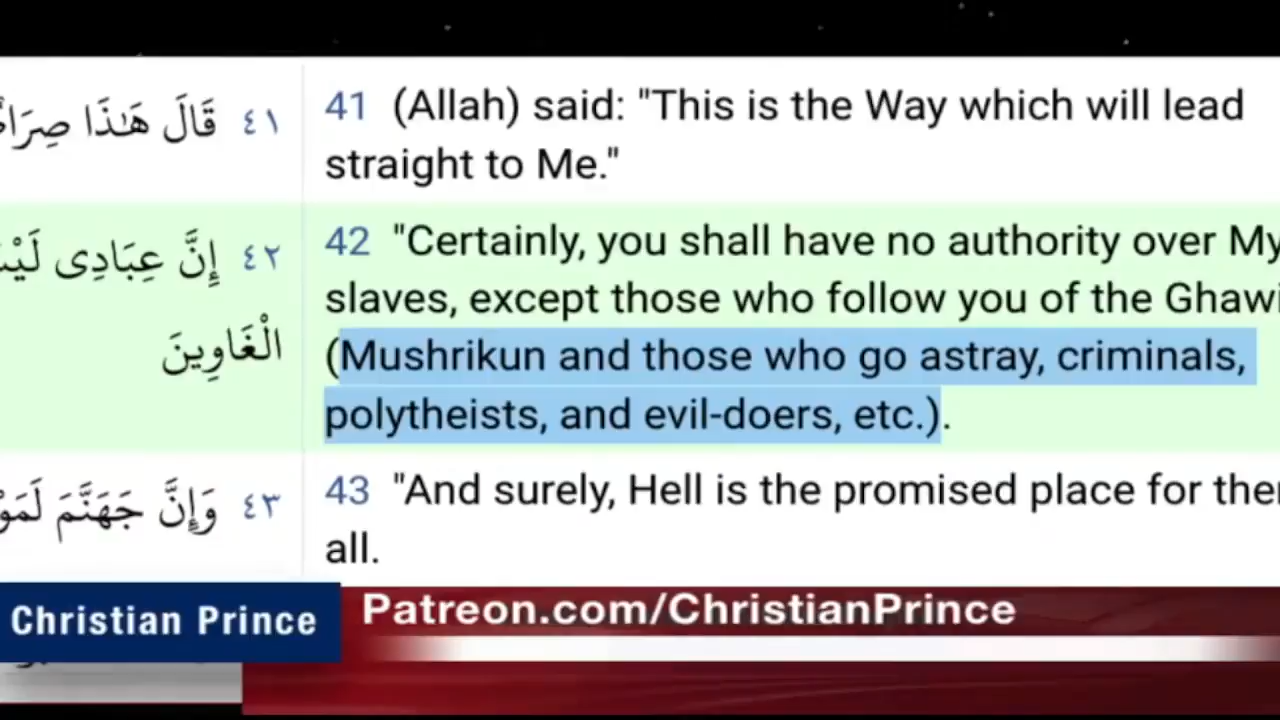 ٤١ قَالَ هَٰذَا
41 (Allah) said: "This is the Way which will lead
straight to Me."
٤٢ إِنَّ عِبَادِى
الْغَاوِينَ
42 "Certainly, you shall have no authority over My
slaves, except those who follow you of the
(Mushrikun and those who go astray, criminals,
polytheists, and evil-doers, etc.).
٤٣ وَإِنَّ جَهَنَّمَ
43 "And surely, Hell is the promised place for
all.
Christian Prince
Patreon.com/ChristianPrince